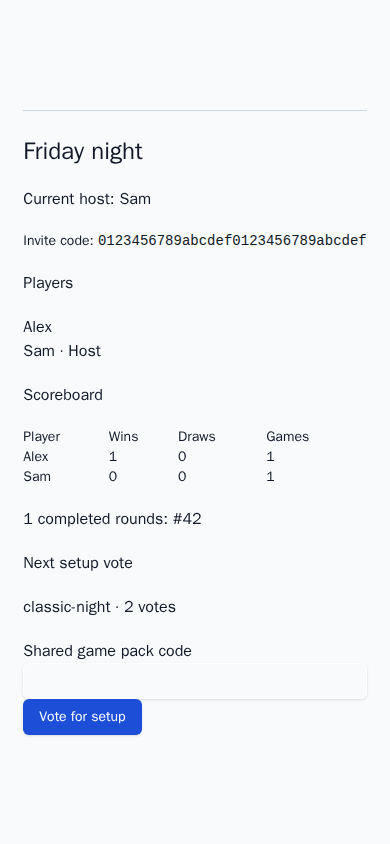 Friday night
Current host: Sam
Invite code: 0123456789abcdef0123456789abcdef
Players
Alex
Sam · Host
Scoreboard
Player Wins Draws Games
Alex 1 0 1
Sam 0 0 1
1 completed rounds: #42
Next setup vote
classic-night · 2 votes
Shared game pack code
Vote for setup